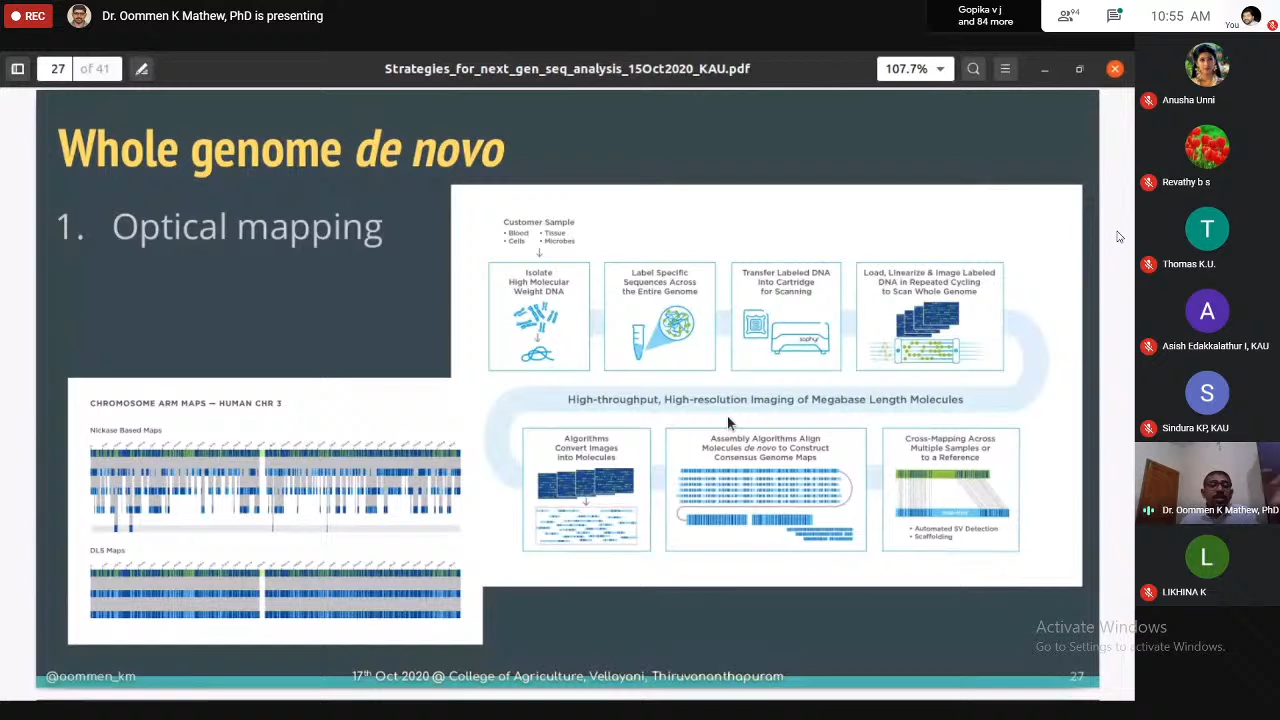 REC
Dr. Oommen K Mathew, PhD is presenting
Gopika v j
and 84 more
94
10:55 AM
You
27 of 41
Strategies_for_next_gen_seq_analysis_15Oct2020_KAU.pdf
107.7%
Whole genome de novo
1. Optical mapping
Customer Sample
• Blood • Tissue
• Cells • Microbes
Isolate
High Molecular
Weight DNA
Label Specific
Sequences Across
the Entire Genome
Transfer Labeled DNA
into Cartridge
for Scanning
saphyr
Load, Linearize & Image Labeled
DNA in Repeated Cycling
to Scan Whole Genome
High-throughput, High-resolution Imaging of Megabase Length Molecules
Algorithms
Convert Images
into Molecules
Assembly Algorithms Align
Molecules de novo to Construct
Consensus Genome Maps
Cross-Mapping Across
Multiple Samples or
to a Reference
• Automated SV Detection
• Scaffolding
CHROMOSOME ARM MAPS — HUMAN CHR 3
Nickase Based Maps
DLS Maps
@oommen_km
17th Oct 2020 @ College of Agriculture, Vellayani, Thiruvananthapuram
27
Anusha Unni
Revathy b s
T
Thomas K.U.
A
Asish Edakkalathur I, KAU
S
Sindura KP, KAU
Dr. Oommen K Mathew, PhD
L
LIKHINA K
Activate Windows
Go to Settings to activate Windows.